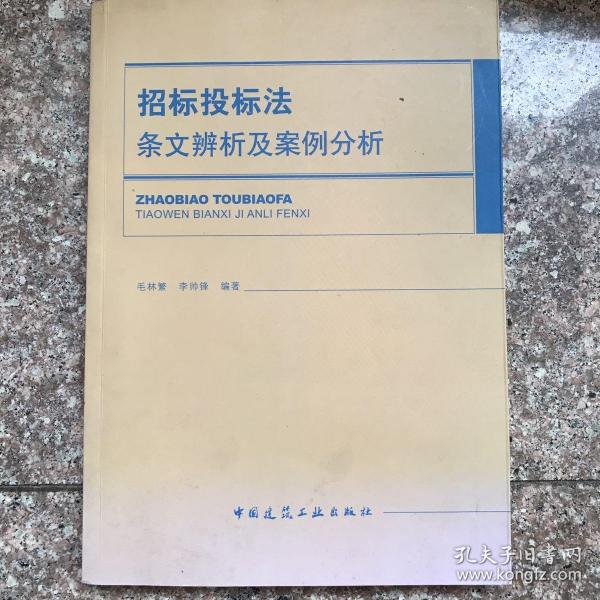 招标投标法
条文辨析及案例分析
ZHAOBIAO TOUBIAOFA
TIAOWEN BIANXI JI ANLI FENXI
毛林繁 李帅锋 编著
中国建筑工业出版社
孔夫子旧書网
www.kongfz.com